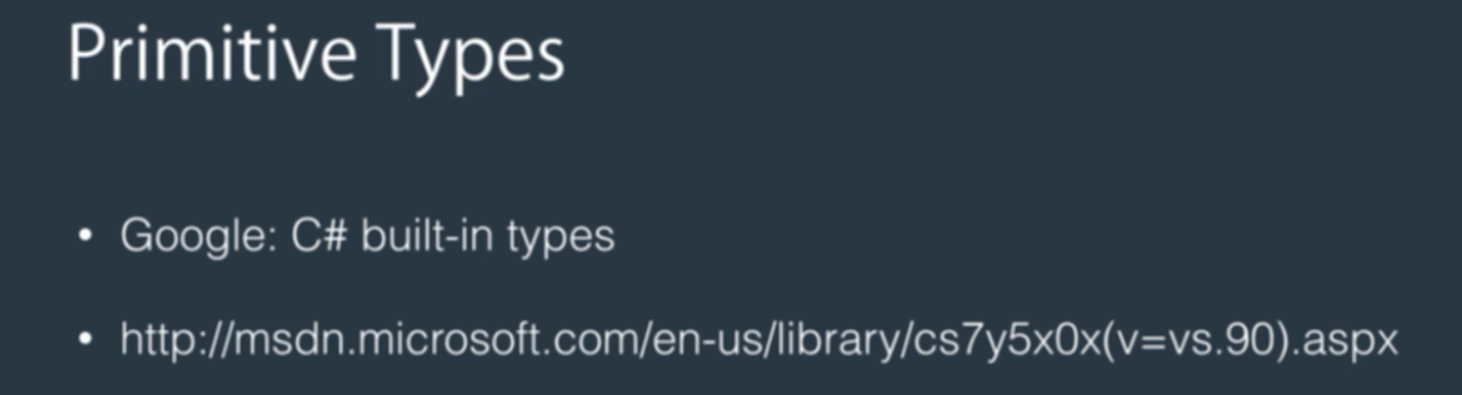 Primitive Types
• Google: C# built-in types
• http://msdn.microsoft.com/en-us/library/cs7y5x0x(v=vs.90).aspx